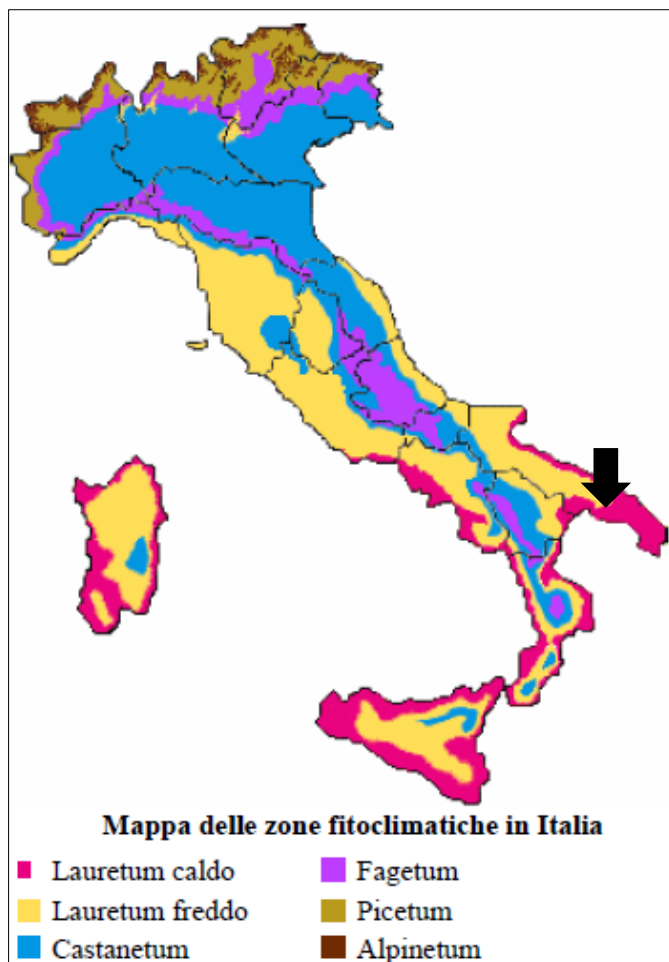 Mappa delle zone fitoclimatiche in Italia
Lauretum caldo
Lauretum freddo
Castanetum
Fagetum
Picetum
Alpinetum